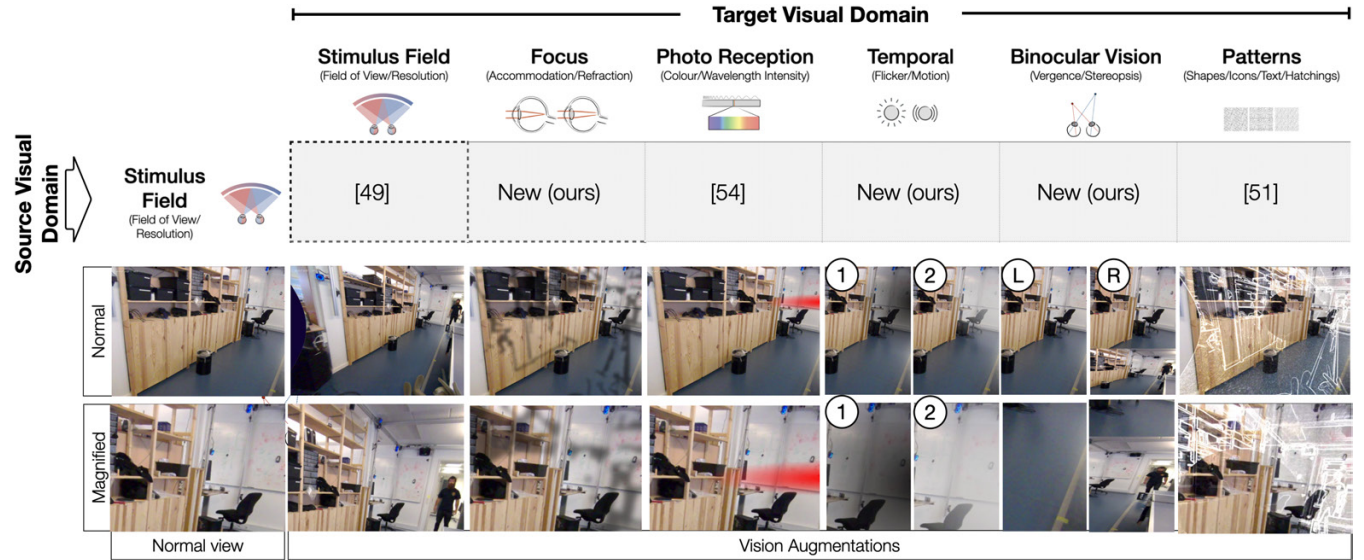 Target Visual Domain
Stimulus Field
(Field of View/Resolution)
Focus
(Accommodation/Refraction)
Photo Reception
(Colour/Wavelength Intensity)
Temporal
(Flicker/Motion)
Binocular Vision
(Vergence/Stereopsis)
Patterns
(Shapes/Icons/Text/Hatchings)
Source Visual
Domain
Stimulus
Field
(Field of View/
Resolution)
[49]
New (ours)
[54]
New (ours)
New (ours)
[51]
Normal
1
2
L
R
Magnified
1
2
Normal view
Vision Augmentations